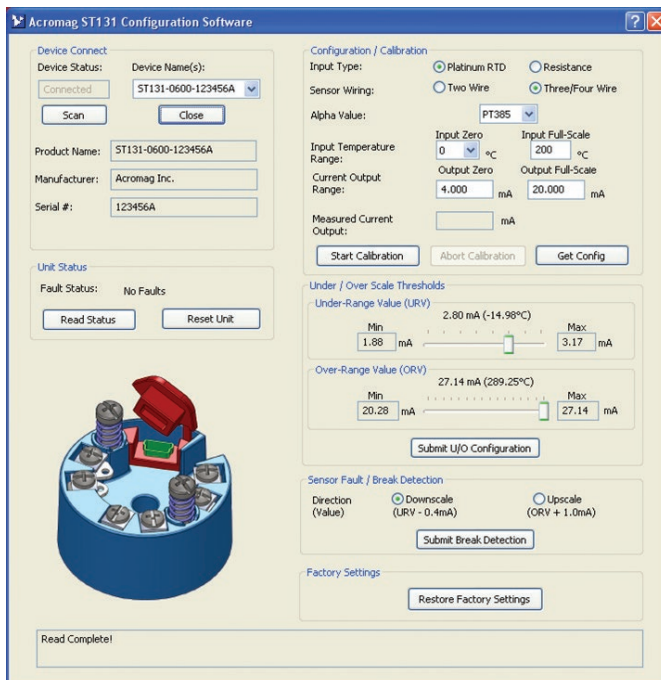 Acromag ST131 Configuration Software
Device Connect
Device Status:
Device Name(s):
Connected
ST131-0600-123456A
Scan
Close
Product Name:
ST131-0600-123456A
Manufacturer:
Acromag Inc.
Serial #:
123456A
Unit Status
Fault Status:
No Faults
Read Status
Reset Unit
Configuration / Calibration
Input Type:
Platinum RTD
Resistance
Sensor Wiring:
Two Wire
Three/Four Wire
Alpha Value:
PT385
Input Zero
Input Full-Scale
Input Temperature
Range:
0
°C
200
°C
Output Zero
Output Full-Scale
Current Output
Range:
4.000
mA
20.000
mA
Measured Current
Output:
mA
Start Calibration
Abort Calibration
Get Config
Under / Over Scale Thresholds
Under-Range Value (URV)
2.80 mA (-14.98°C)
Min
Max
1.88
mA
3.17
mA
Over-Range Value (ORV)
27.14 mA (289.25°C)
Min
Max
20.28
mA
27.14
mA
Submit U/O Configuration
Sensor Fault / Break Detection
Direction
(Value)
Downscale
(URV - 0.4mA)
Upscale
(ORV + 1.0mA)
Submit Break Detection
Factory Settings
Restore Factory Settings
Read Complete!